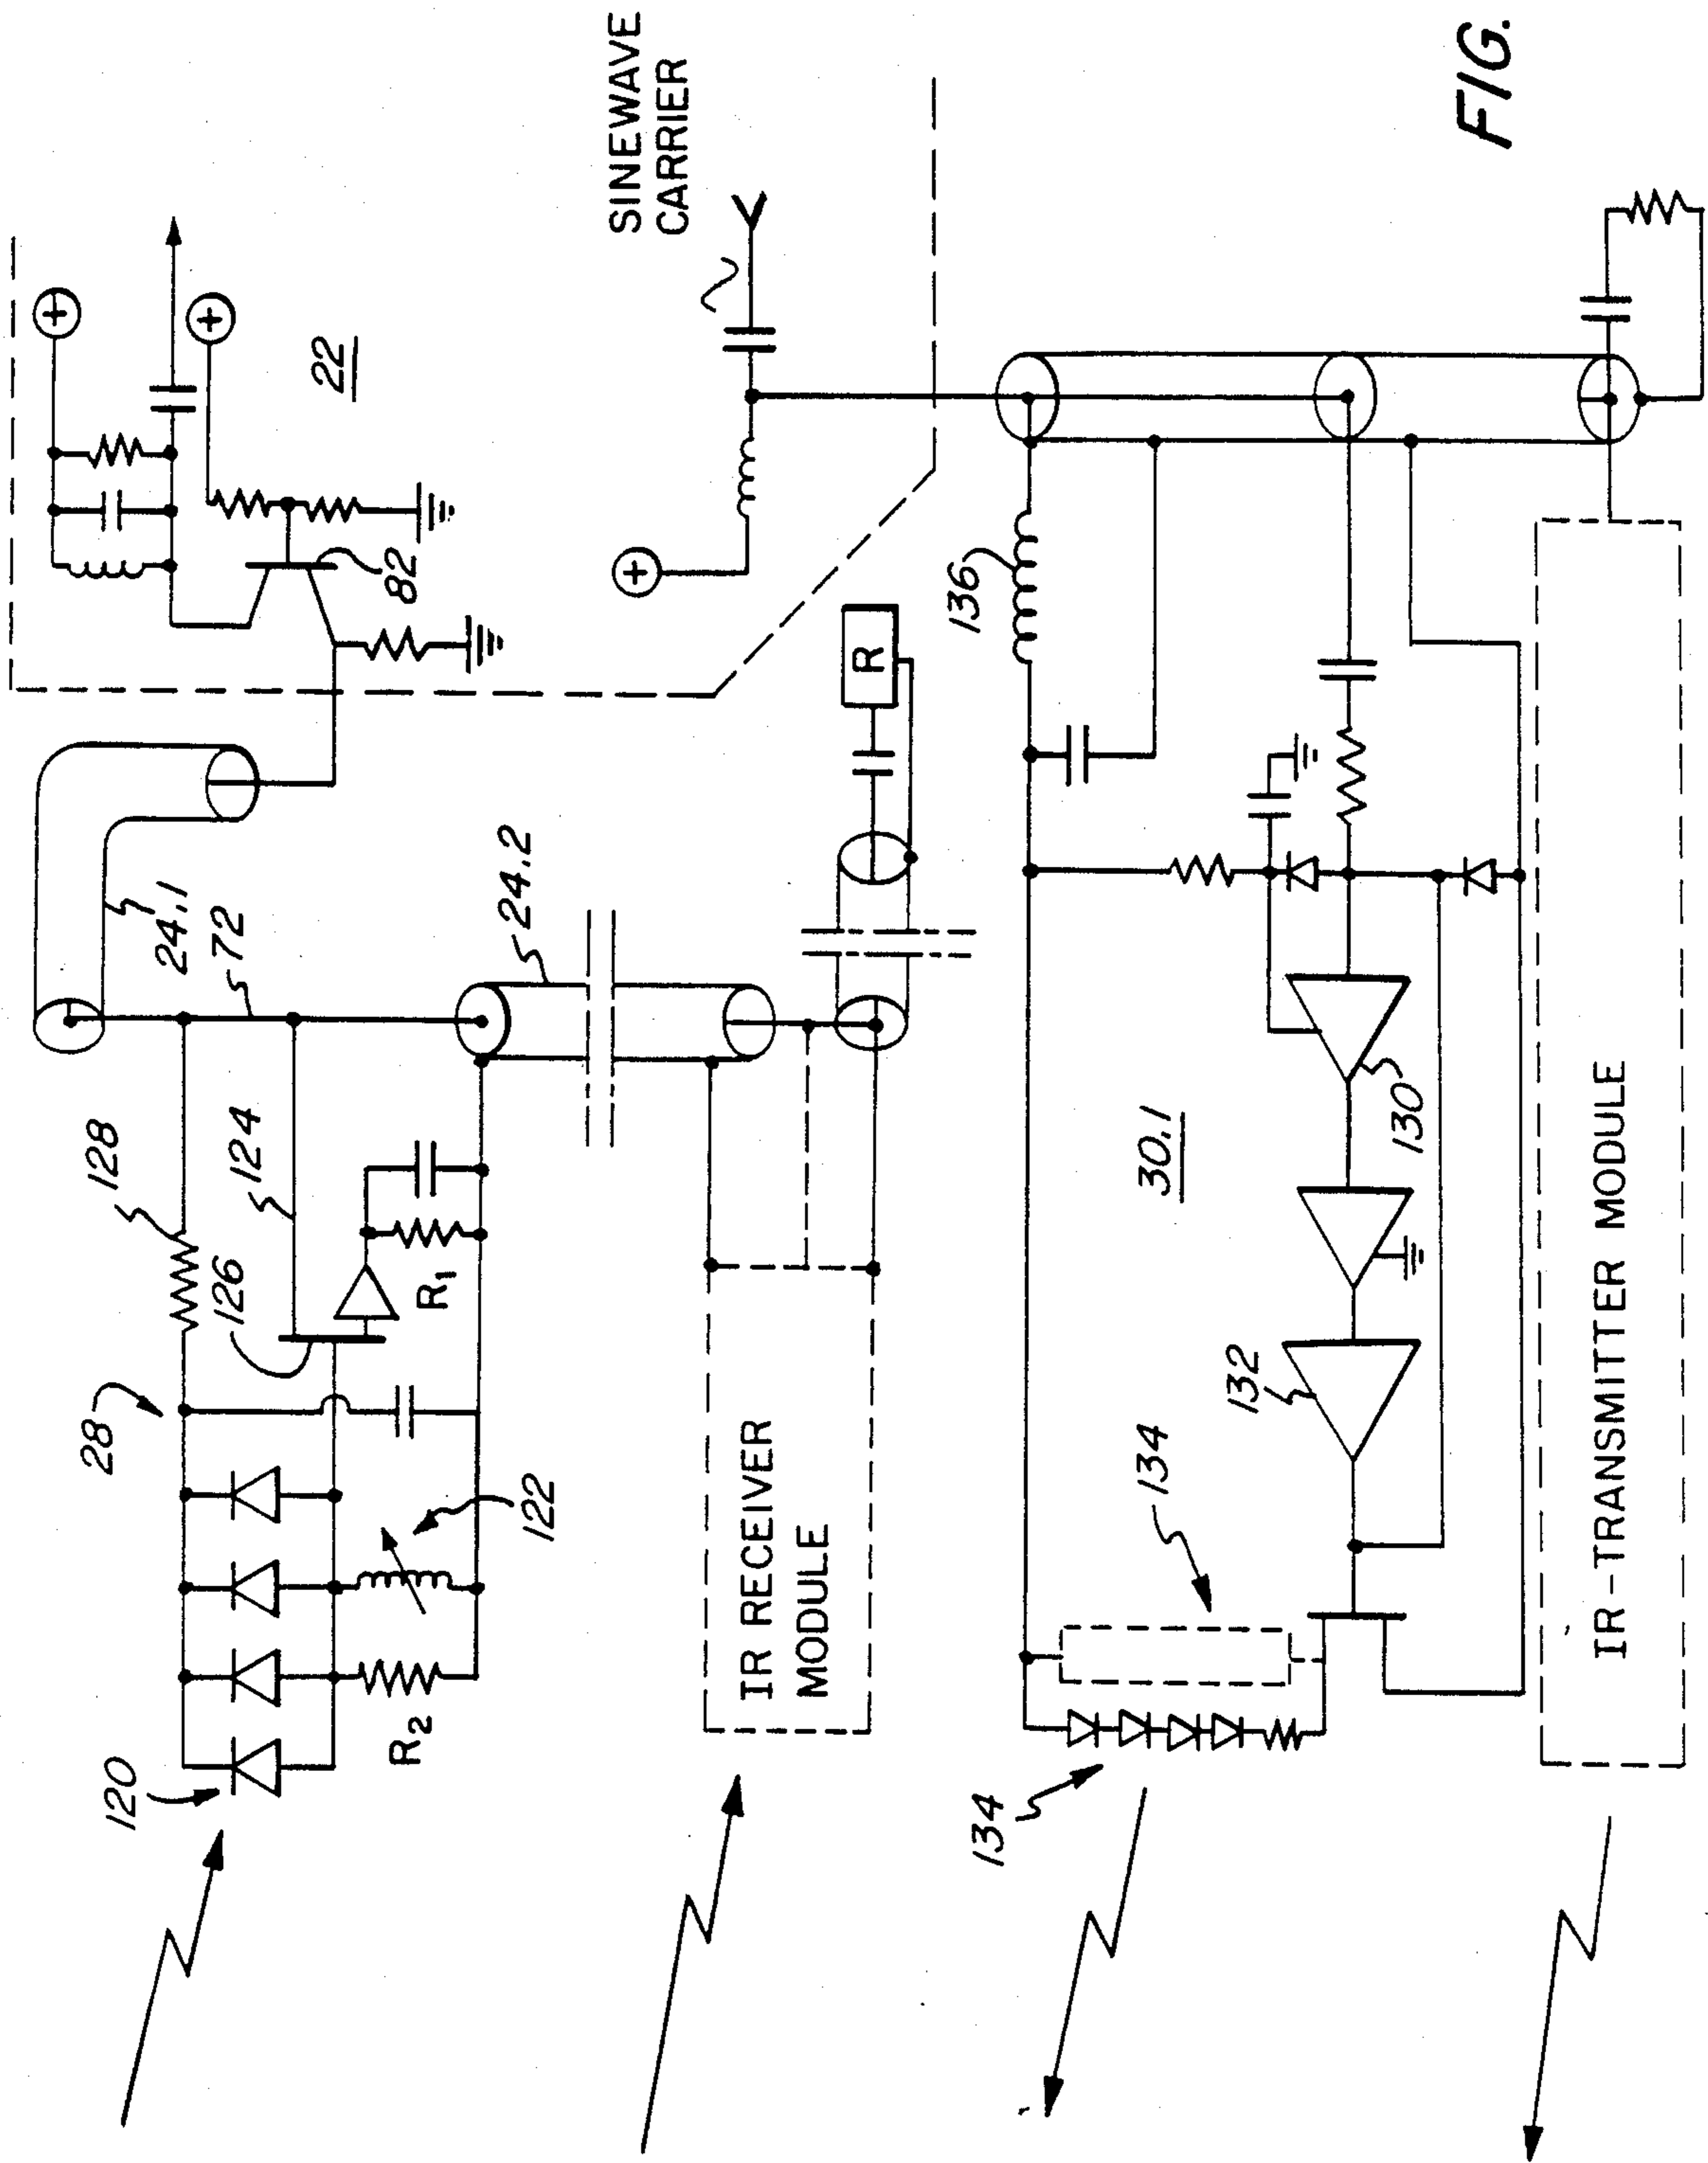 22
82
SINEWAVE
CARRIER
24.1
72
24.2
R
128
124
126
28
R1
120
R2
122
IR RECEIVER
MODULE
136
30.1
130
132
134
134
IR-TRANSMITTER MODULE
FIG.